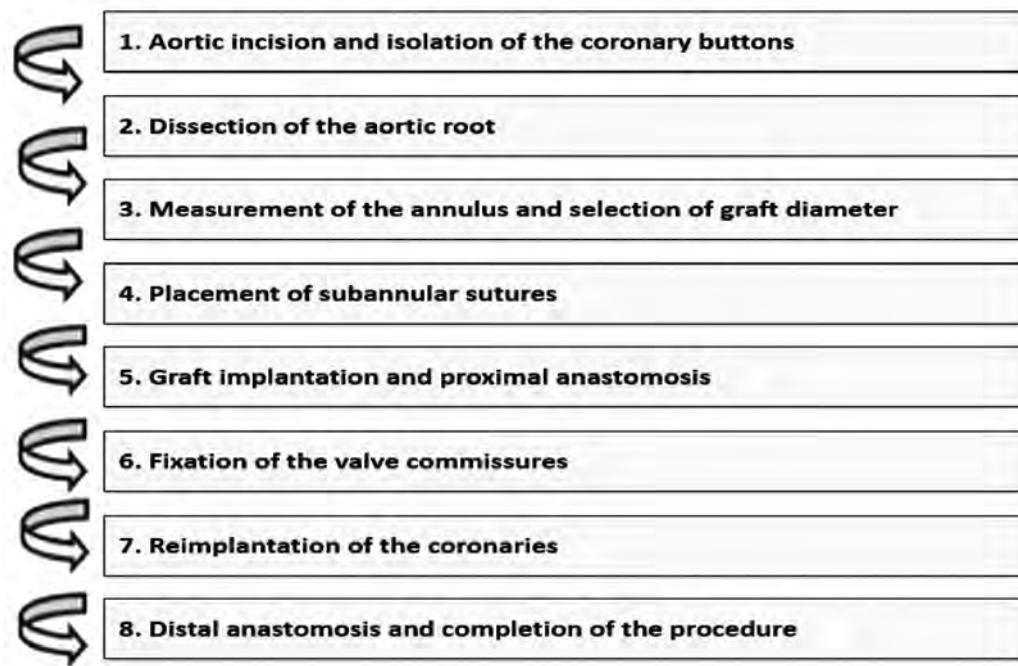 1. Aortic incision and isolation of the coronary buttons
2. Dissection of the aortic root
3. Measurement of the annulus and selection of graft diameter
4. Placement of subannular sutures
5. Graft implantation and proximal anastomosis
6. Fixation of the valve commissures
7. Reimplantation of the coronaries
8. Distal anastomosis and completion of the procedure